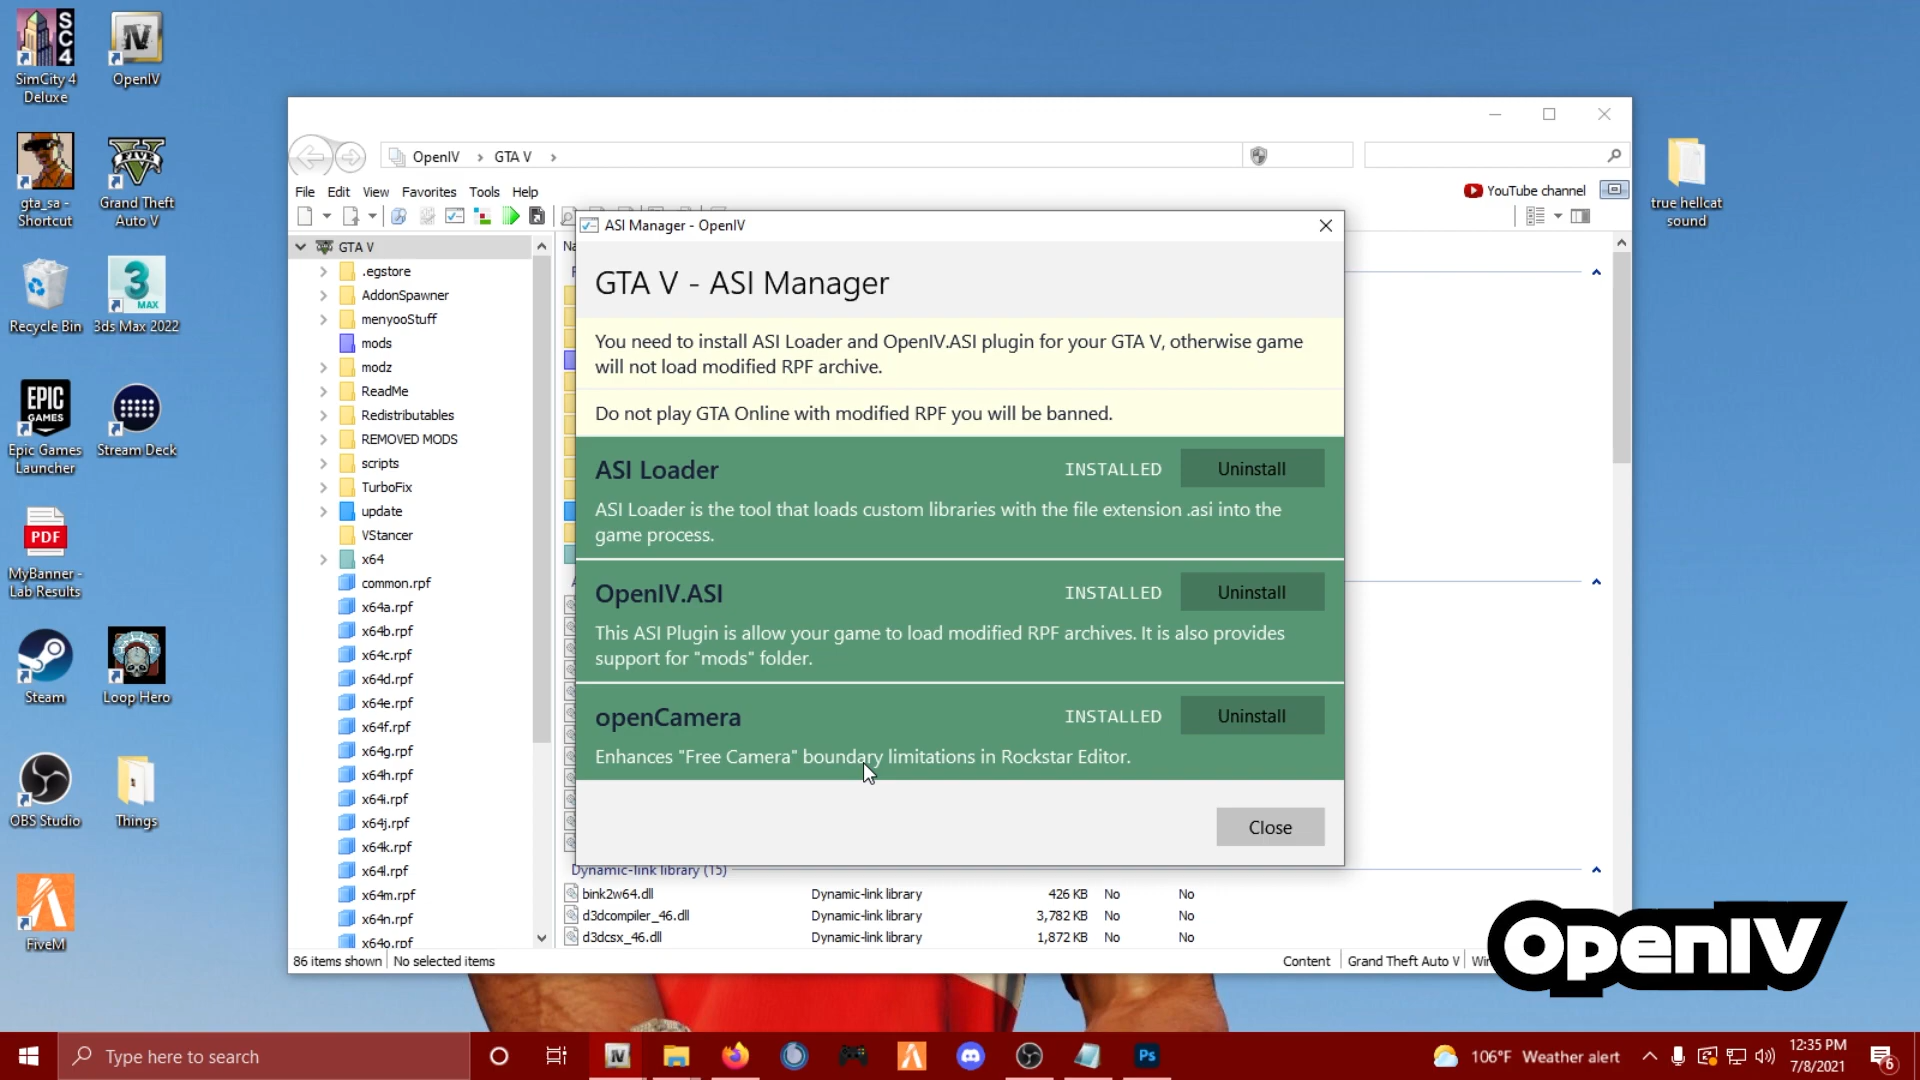 SimCity 4
Deluxe
OpenIV
gta_sa -
Shortcut
Grand Theft
Auto V
Recycle Bin
3ds Max 2022
Epic Games
Launcher
Stream Deck
MyBanner -
Lab Results
Steam
Loop Hero
OBS Studio
Things
FiveM
true hellcat
sound
OpenIV > GTA V >
File Edit View Favorites Tools Help
YouTube channel
GTA V
.egstore
AddonSpawner
menyooStuff
mods
modz
ReadMe
Redistributables
REMOVED MODS
scripts
TurboFix
update
VStancer
x64
common.rpf
x64a.rpf
x64b.rpf
x64c.rpf
x64d.rpf
x64e.rpf
x64f.rpf
x64g.rpf
x64h.rpf
x64i.rpf
x64j.rpf
x64k.rpf
x64l.rpf
x64m.rpf
x64n.rpf
x64o.rpf
ASI Manager - OpenIV
GTA V - ASI Manager
You need to install ASI Loader and OpenIV.ASI plugin for your GTA V, otherwise game
will not load modified RPF archive.
Do not play GTA Online with modified RPF you will be banned.
ASI Loader INSTALLED Uninstall
ASI Loader is the tool that loads custom libraries with the file extension .asi into the
game process.
OpenIV.ASI INSTALLED Uninstall
This ASI Plugin is allow your game to load modified RPF archives. It is also provides
support for "mods" folder.
openCamera INSTALLED Uninstall
Enhances "Free Camera" boundary limitations in Rockstar Editor.
Close
Dynamic-link library (15)
bink2w64.dll Dynamic-link library 426 KB No No
d3dcompiler_46.dll Dynamic-link library 3,782 KB No No
d3dcsx_46.dll Dynamic-link library 1,872 KB No No
86 items shown No selected items Content Grand Theft Auto V
OpenIV
Type here to search
106°F Weather alert
12:35 PM
7/8/2021
6